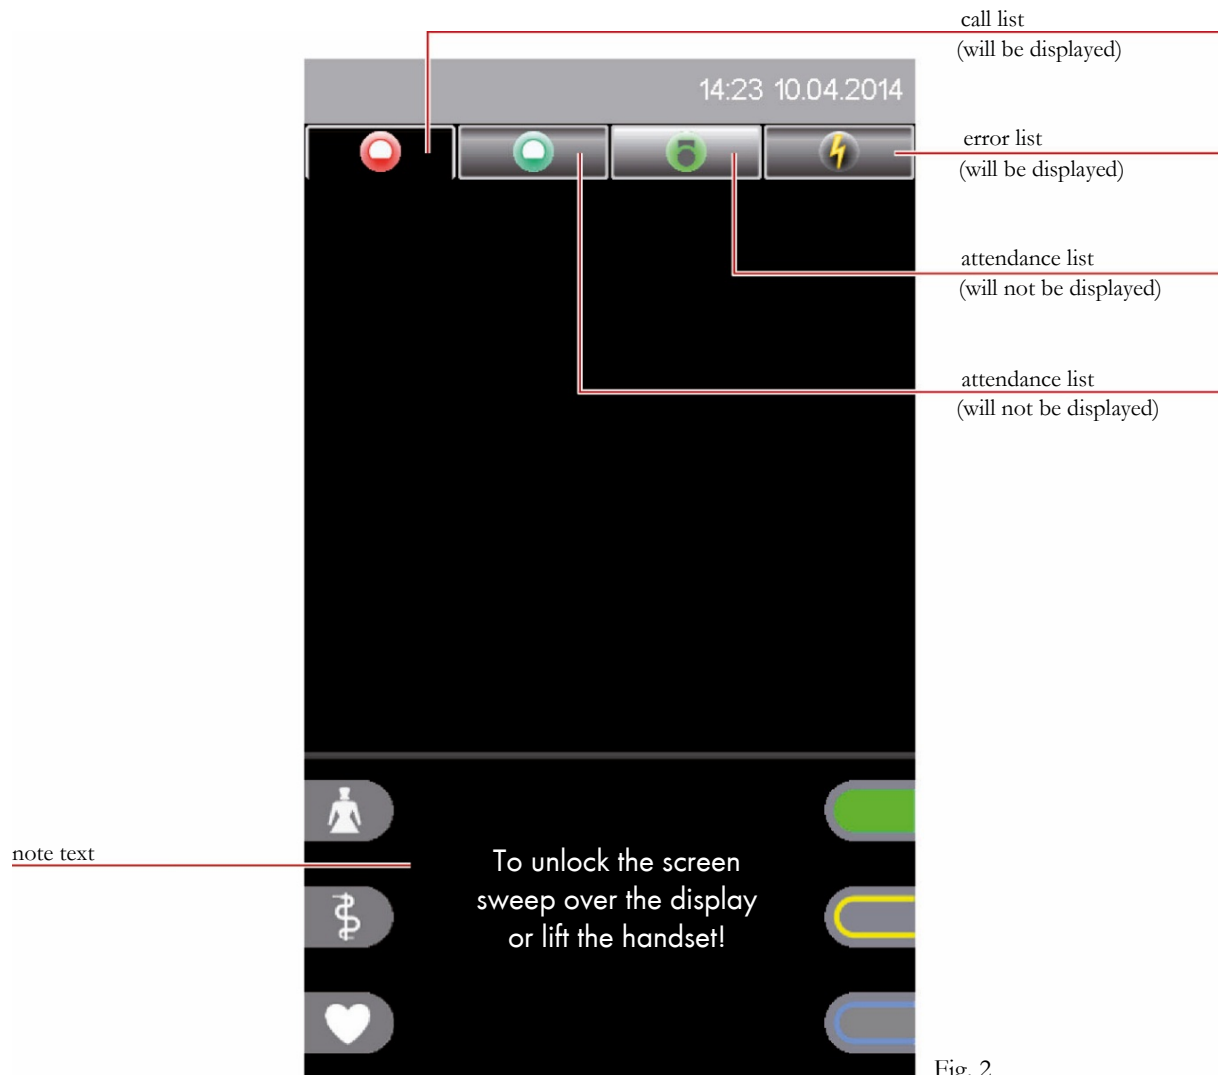 call list
(will be displayed)
14:23 10.04.2014
error list
(will be displayed)
attendance list
(will not be displayed)
attendance list
(will not be displayed)
note text
To unlock the screen
sweep over the display
or lift the handset!
Fig. 2